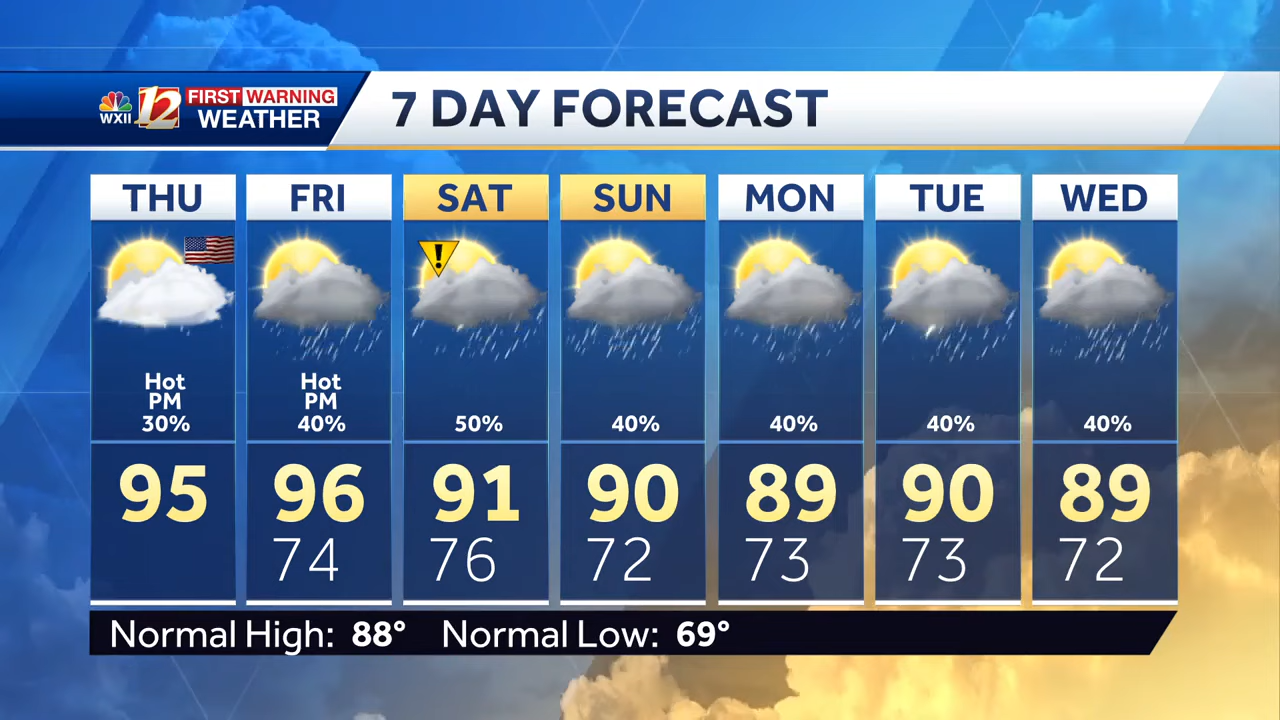 WXII 12 FIRST WARNING
WEATHER
7 DAY FORECAST
THU FRI SAT SUN MON TUE WED
!
Hot Hot
PM PM
30% 40% 50% 40% 40% 40% 40%
95 96 91 90 89 90 89
74 76 72 73 73 72
Normal High: 88° Normal Low: 69°